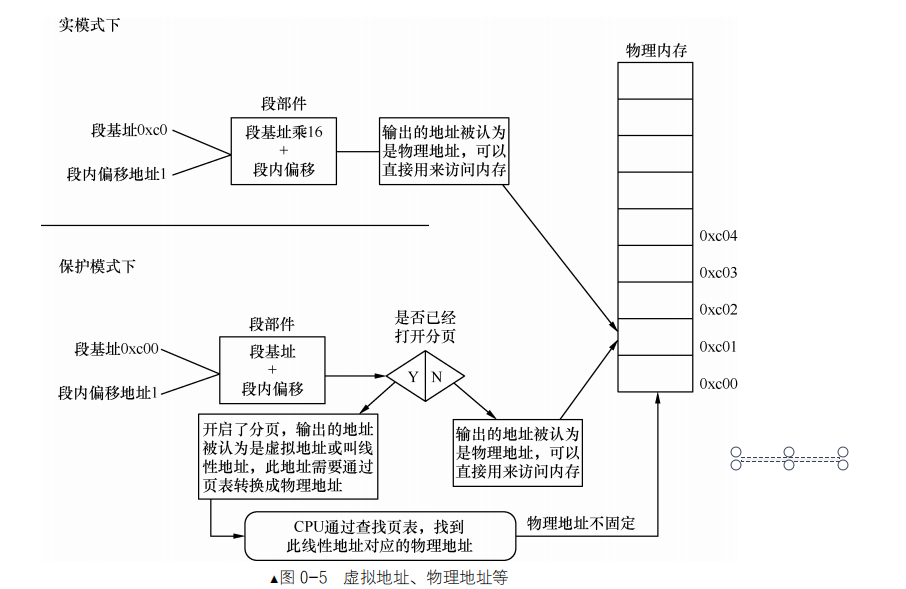 实模式下
物理内存
段部件
段基址0xc0
段内偏移地址1
段基址乘16
+
段内偏移
输出的地址被认为
是物理地址，可以
直接用来访问内存
0xc04
0xc03
0xc02
0xc01
0xc00
保护模式下
段部件
段基址0xc00
段内偏移地址1
段基址
+
段内偏移
是否已经
打开分页
Y N
开启了分页，输出的地址
被认为是虚拟地址或叫线
性地址，此地址需要通过
页表转换成物理地址
输出的地址被认为
是物理地址，可以
直接用来访问内存
CPU通过查找页表，找到
此线性地址对应的物理地址
物理地址不固定
▲图 0-5 虚拟地址、物理地址等